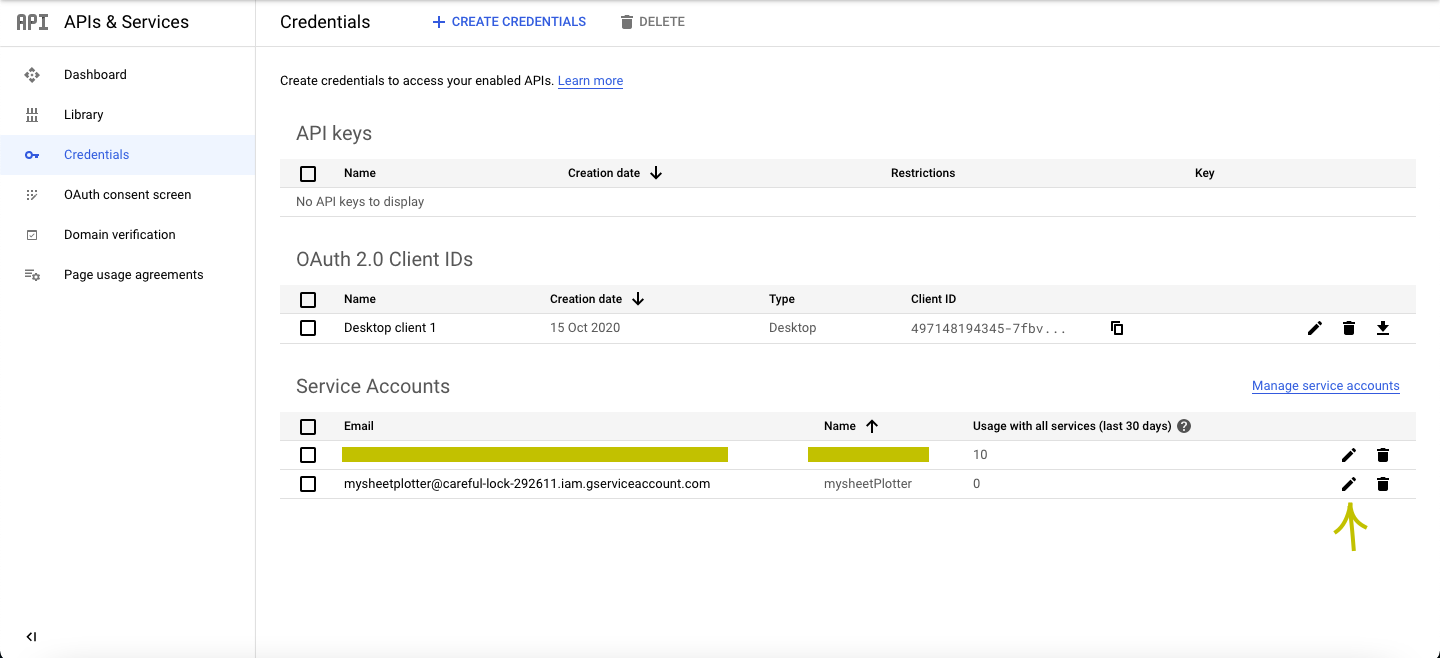 API APIs & Services
Credentials
CREATE CREDENTIALS
DELETE
Dashboard
Library
Credentials
OAuth consent screen
Domain verification
Page usage agreements
Create credentials to access your enabled APIs. Learn more
API keys
Name Creation date Restrictions Key
No API keys to display
OAuth 2.0 Client IDs
Name Creation date Type Client ID
Desktop client 1 15 Oct 2020 Desktop 497148194345-7fbv...
Service Accounts
Manage service accounts
Email Name Usage with all services (last 30 days) ?
10
mysheetplotter@careful-lock-292611.iam.gserviceaccount.com mysheetPlotter 0